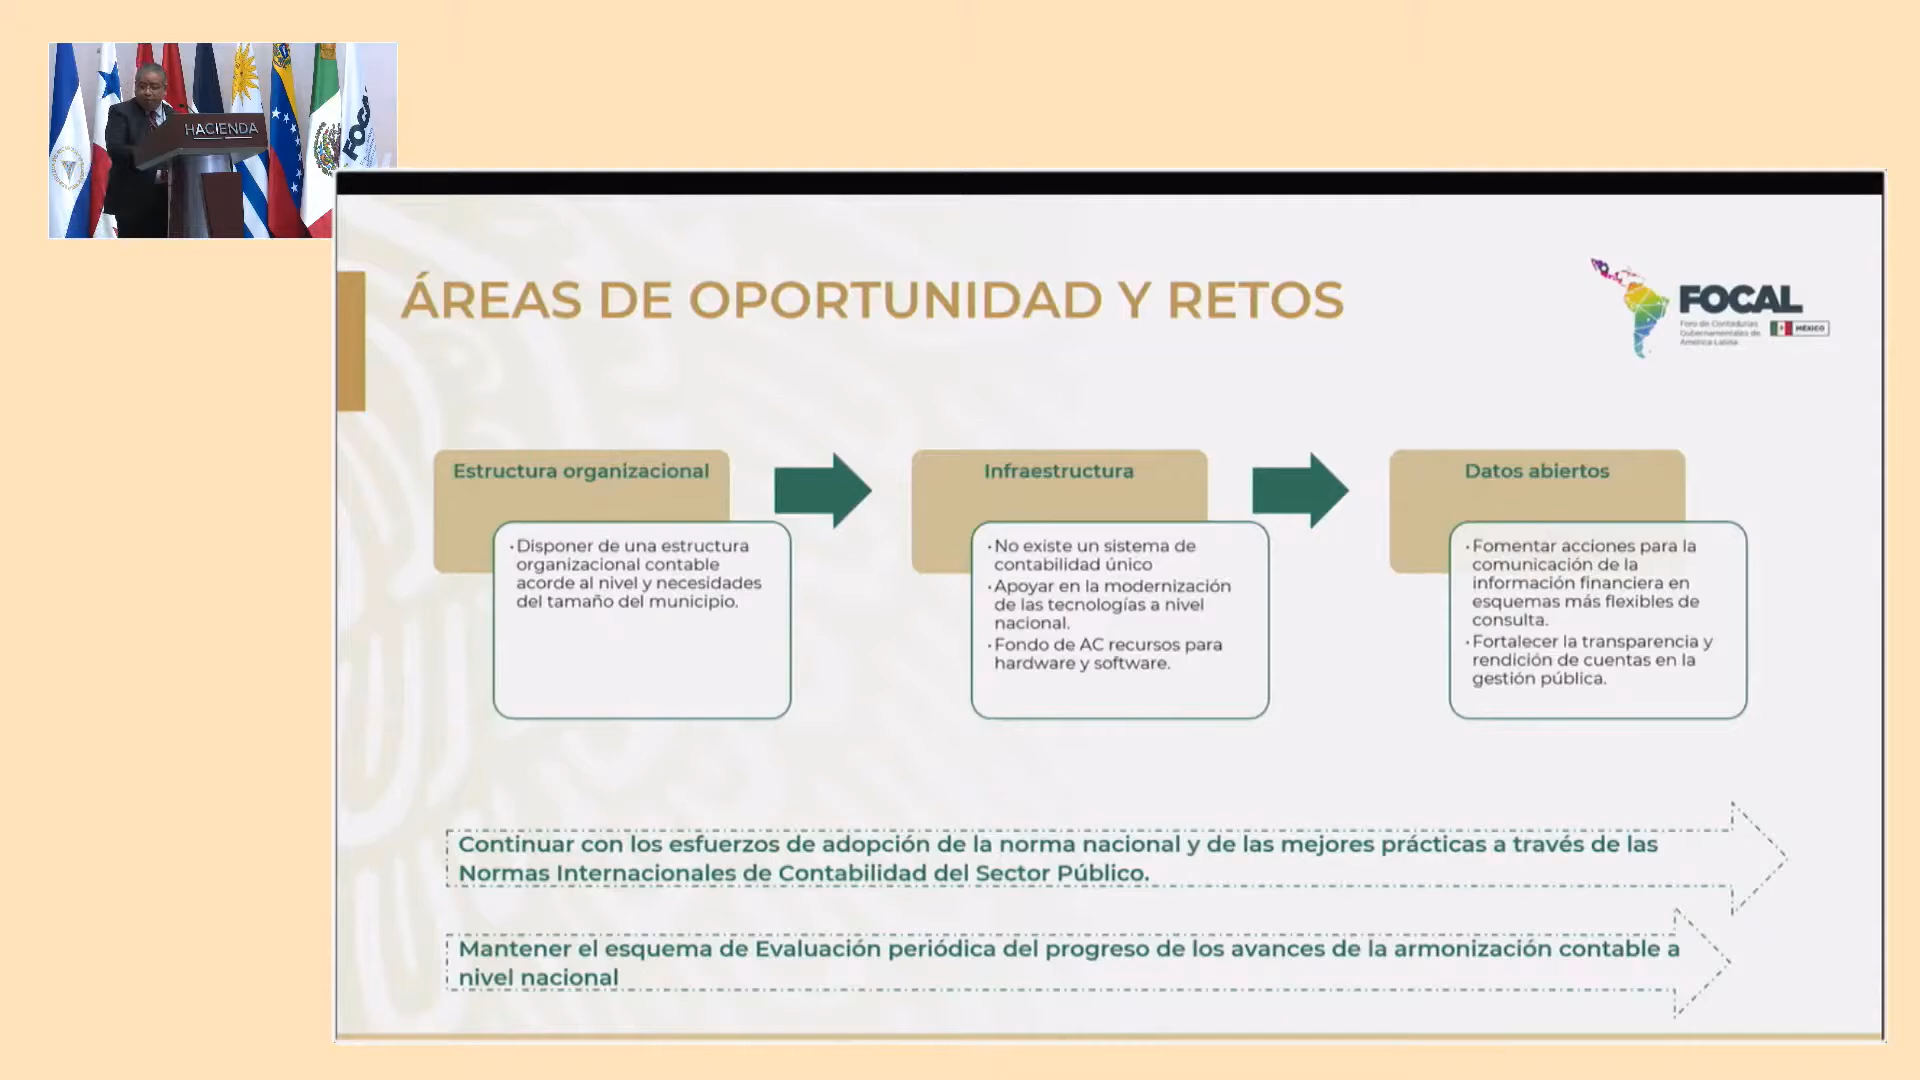 HACIENDA
FOCAL
ÁREAS DE OPORTUNIDAD Y RETOS
FOCAL
Foro de Contadurías
Gubernamentales de
América Latina
MÉXICO
Estructura organizacional
• Disponer de una estructura
organizacional contable
acorde al nivel y necesidades
del tamaño del municipio.
Infraestructura
• No existe un sistema de
contabilidad único
• Apoyar en la modernización
de las tecnologías a nivel
nacional.
• Fondo de AC recursos para
hardware y software.
Datos abiertos
• Fomentar acciones para la
comunicación de la
información financiera en
esquemas más flexibles de
consulta.
• Fortalecer la transparencia y
rendición de cuentas en la
gestión pública.
Continuar con los esfuerzos de adopción de la norma nacional y de las mejores prácticas a través de las
Normas Internacionales de Contabilidad del Sector Público.
Mantener el esquema de Evaluación periódica del progreso de los avances de la armonización contable a
nivel nacional